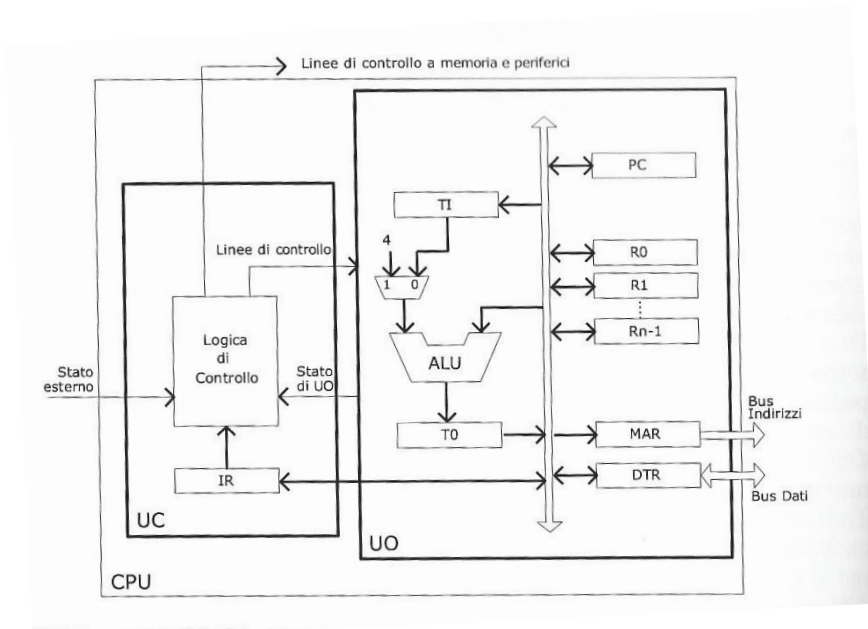 Linee di controllo a memoria e periferici
PC
TI
4
Linee di controllo
R0
1 0
R1
Rn-1
Logica
di
Controllo
ALU
Stato
esterno
Stato
di UO
Bus
Indirizzi
T0
MAR
IR
DTR
Bus Dati
UC
UO
CPU